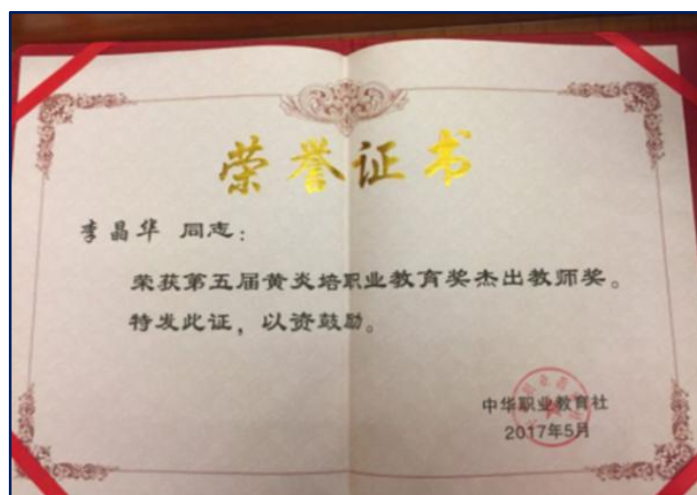 荣誉证书
李晶华 同志：
荣获第五届黄炎培职业教育奖杰出教师奖。
特发此证，以资鼓励。
中华职业教育社
2017年5月